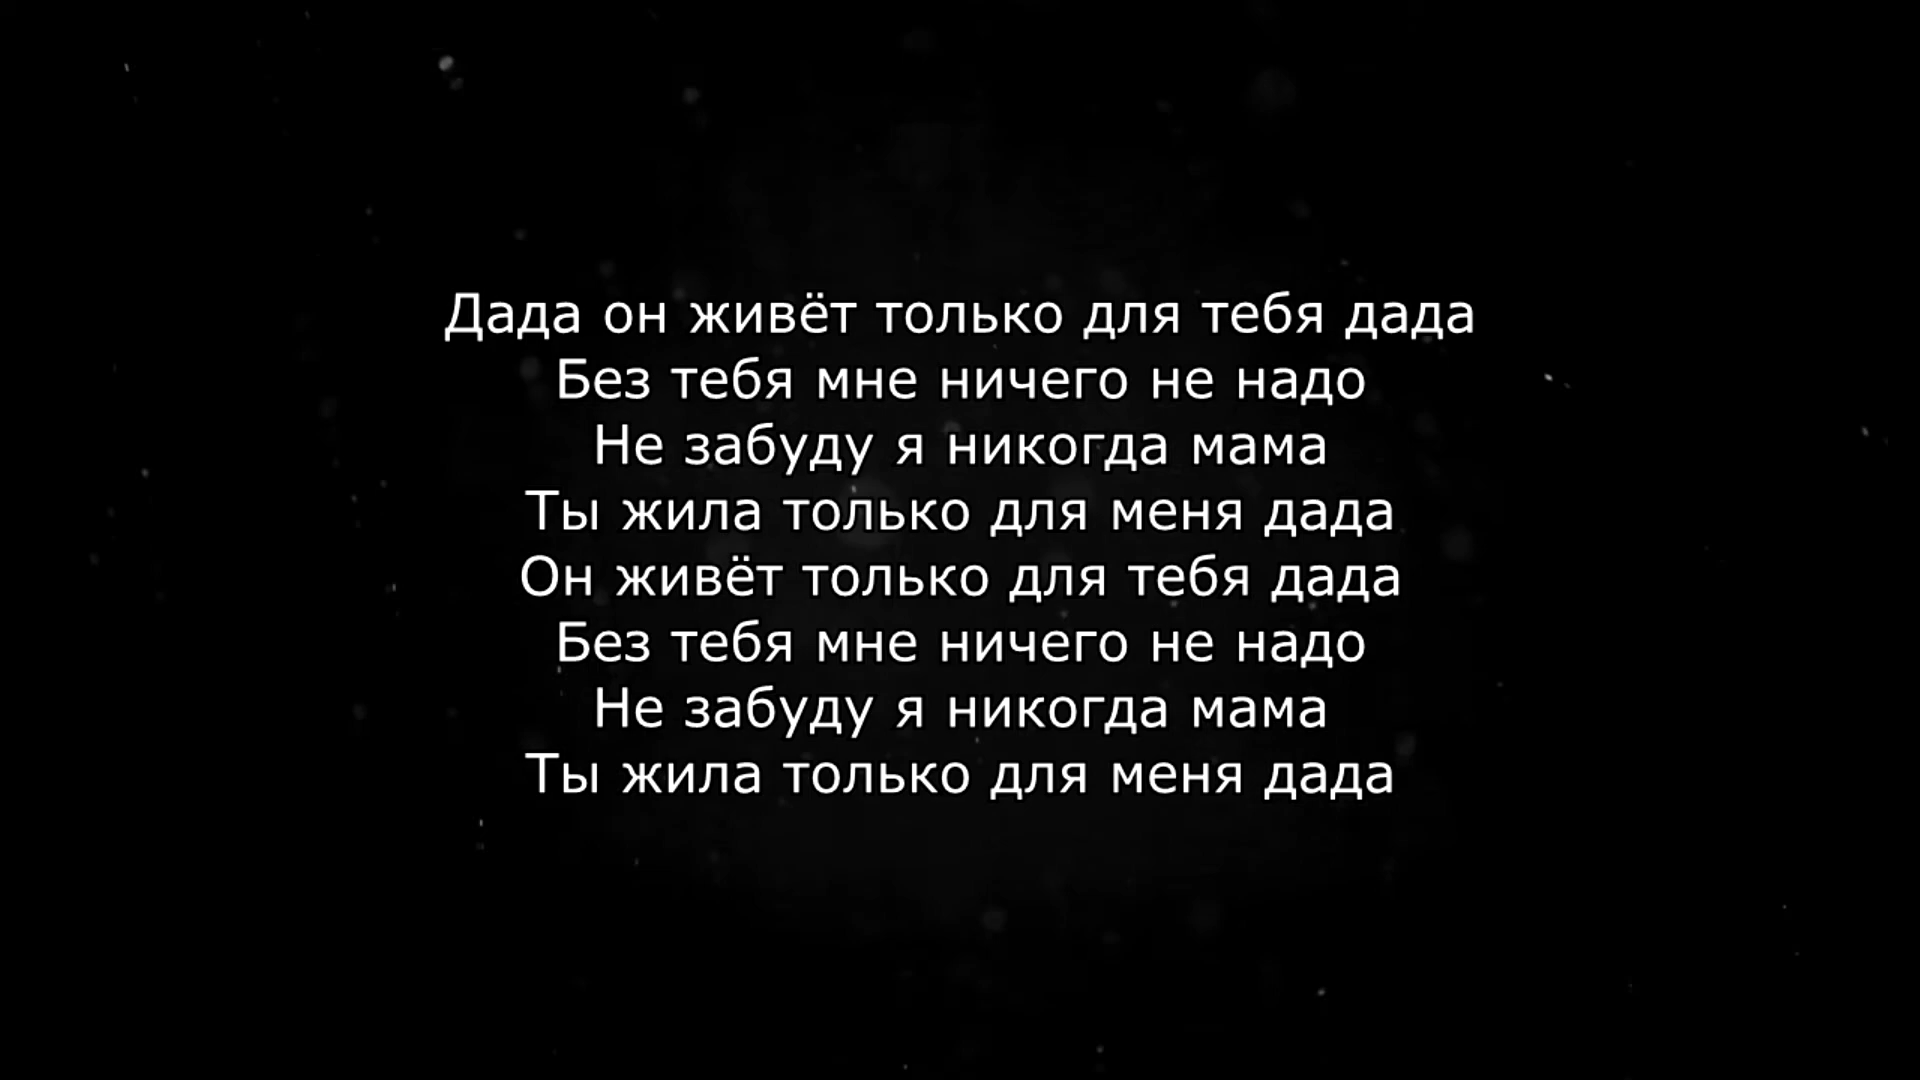 Дада он живёт только для тебя дада
Без тебя мне ничего не надо
Не забуду я никогда мама
Ты жила только для меня дада
Он живёт только для тебя дада
Без тебя мне ничего не надо
Не забуду я никогда мама
Ты жила только для меня дада